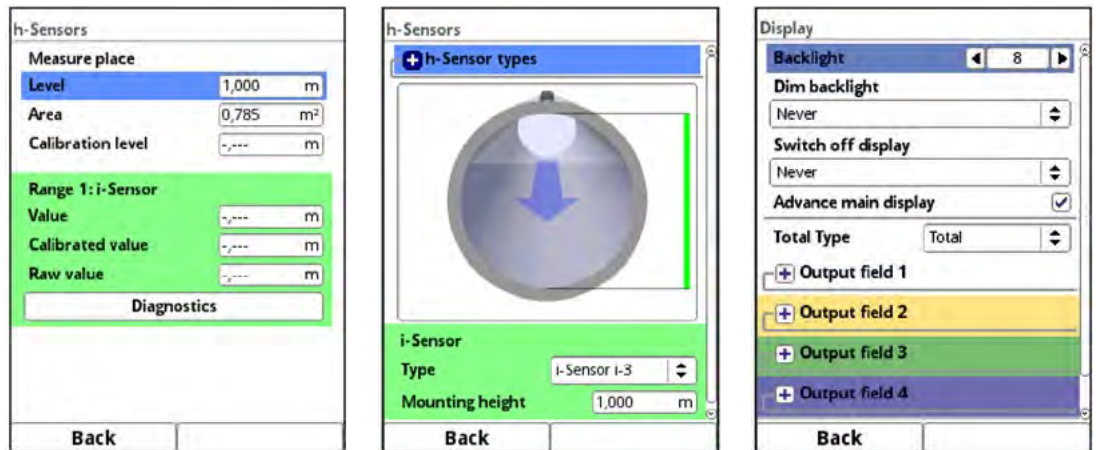 h-Sensors
Measure place
Level 1,000 m
Area 0,785 m²
Calibration level -,--- m
Range 1: i-Sensor
Value -,--- m
Calibrated value -,--- m
Raw value -,--- m
Diagnostics
Back
h-Sensors
h-Sensor types
i-Sensor
Type i-Sensor i-3
Mounting height 1,000 m
Back
Display
Backlight 8
Dim backlight
Never
Switch off display
Never
Advance main display
Total Type Total
Output field 1
Output field 2
Output field 3
Output field 4
Back